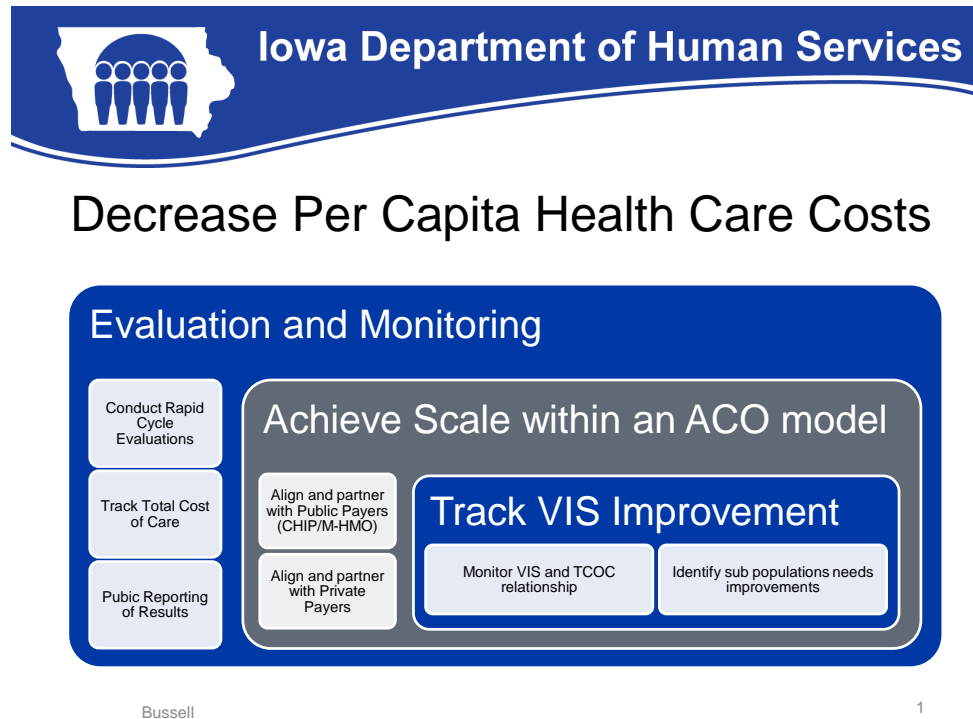 Iowa Department of Human Services
Decrease Per Capita Health Care Costs
Evaluation and Monitoring
Conduct Rapid
Cycle
Evaluations
Track Total Cost
of Care
Pubic Reporting
of Results
Achieve Scale within an ACO model
Align and partner
with Public Payers
(CHIP/M-HMO)
Align and partner
with Private
Payers
Track VIS Improvement
Monitor VIS and TCOC
relationship
Identify sub populations needs
improvements
Bussell
1